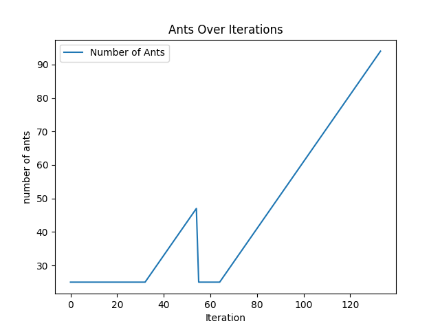 Ants Over Iterations
Number of Ants
number of ants
90
80
70
60
50
40
30
0 20 40 60 80 100 120
Iteration